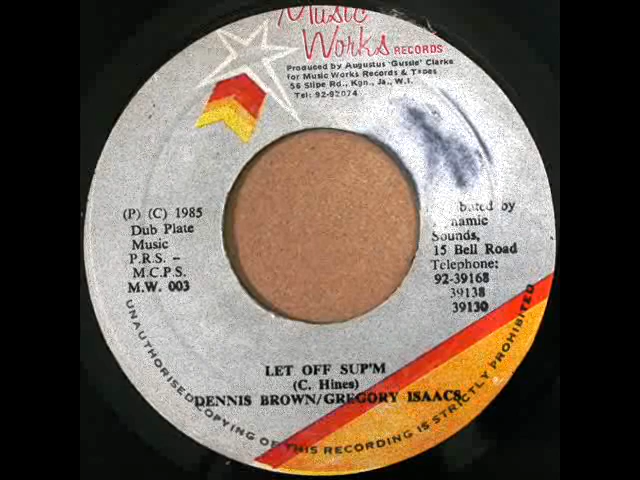 Music
Works RECORDS
Produced by Augustus 'Gussie' Clarke
for Music Works Records & Tapes
56 Slipe Rd., Kgn., Ja., W.I.
Tel: 92-92074
(P) (C) 1985
Dub Plate
Music
P.R.S. –
M.C.P.S.
M.W. 003
by
Sounds,
15 Bell Road
Telephone:
92-39168
39138
39130
LET OFF SUP'M
(C. Hines)
DENNIS BROWN/GREGORY ISAACS
UNAUTHORISED COPYING OF THIS RECORDING IS STRICTLY PROHIBITED